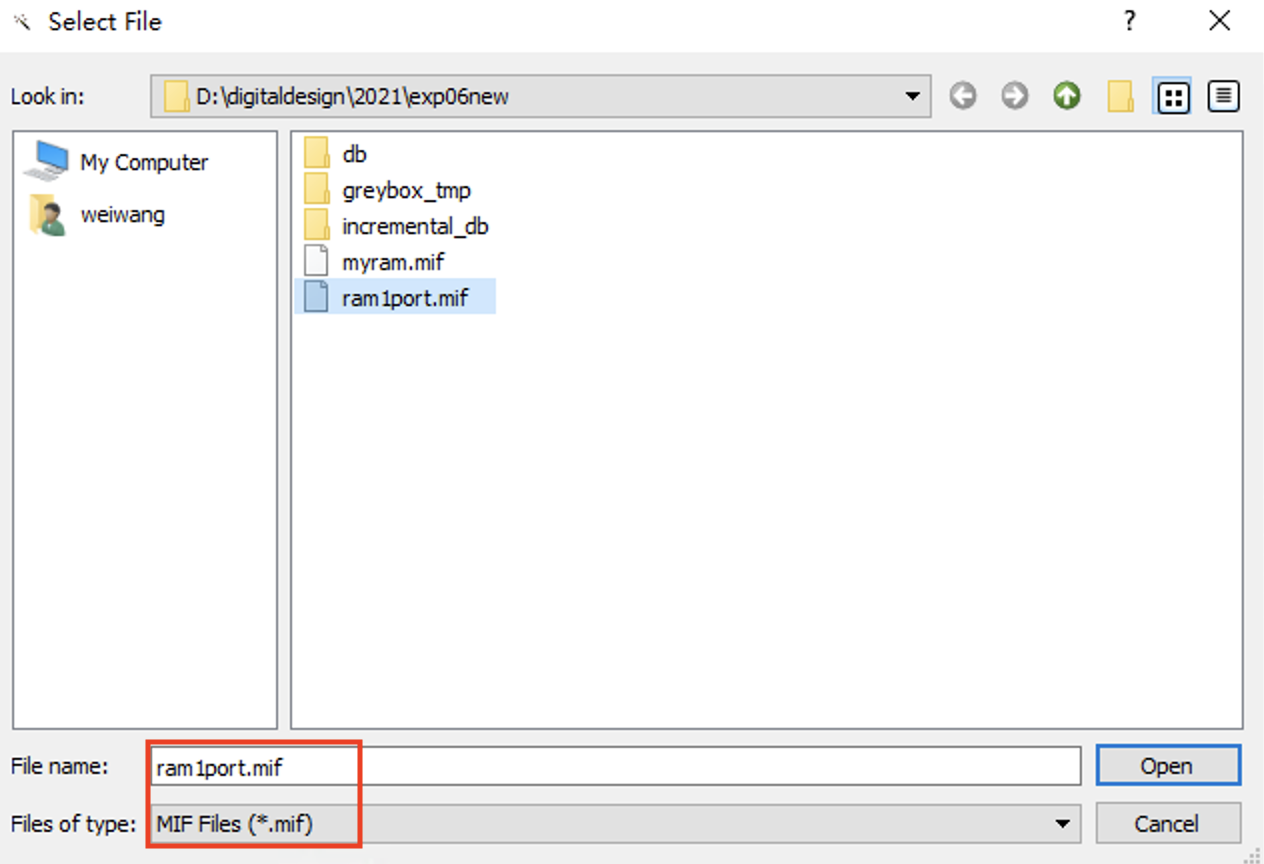 Select File
?
Look in:
D:\digitaldesign\2021\exp06new
My Computer
weiwang
db
greybox_tmp
incremental_db
myram.mif
ram1port.mif
File name:
ram1port.mif
Open
Files of type:
MIF Files (*.mif)
Cancel